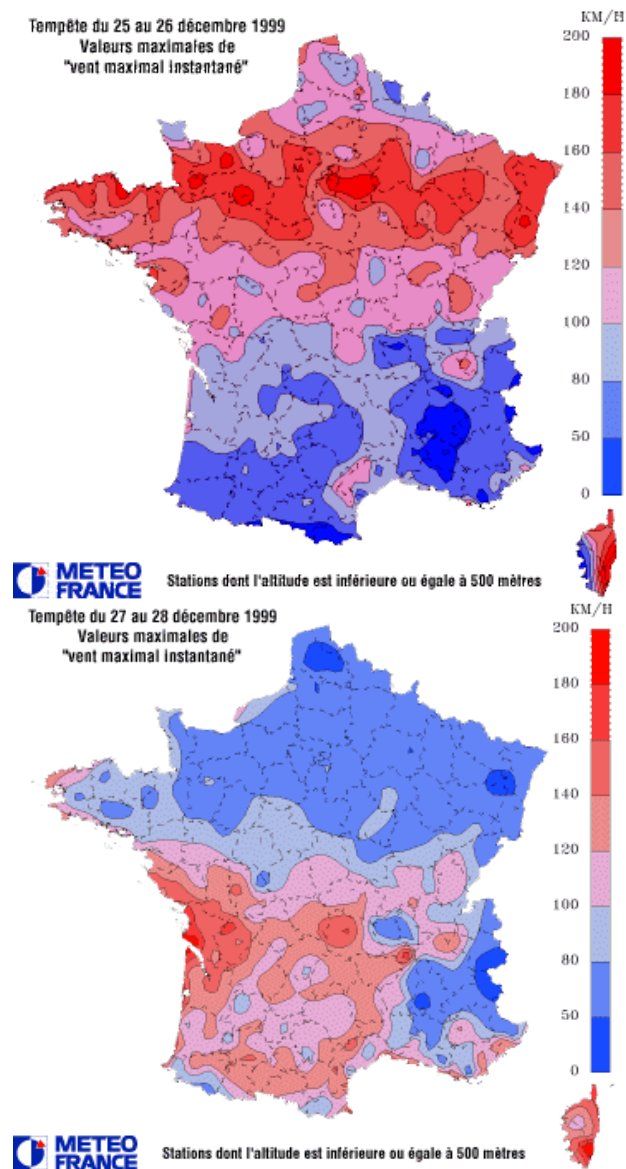 Tempête du 25 au 26 décembre 1999
Valeurs maximales de
"vent maximal instantané"
KM/H
200
180
160
140
120
100
80
50
0
METEO
FRANCE
Stations dont l'altitude est inférieure ou égale à 500 mètres
Tempête du 27 au 28 décembre 1999
Valeurs maximales de
"vent maximal instantané"
KM/H
200
180
160
140
120
100
80
50
0
METEO
FRANCE
Stations dont l'altitude est inférieure ou égale à 500 mètres